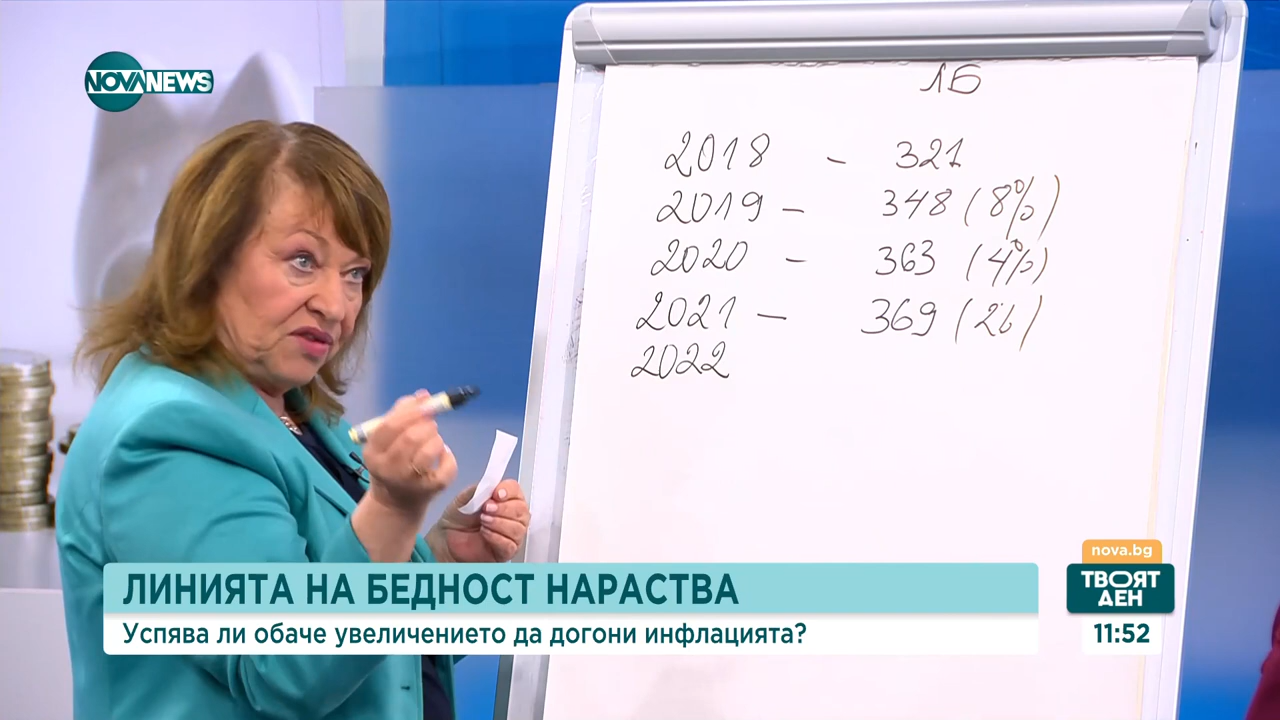 NOVANEWS
ЛБ
2018 - 321
2019 - 348 (8%)
2020 - 363 (4%)
2021 - 369 (2%)
2022
nova.bg
ТВОЯТ
ДЕН
11:52
ЛИНИЯТА НА БЕДНОСТ НАРАСТВА
Успява ли обаче увеличението да догони инфлацията?